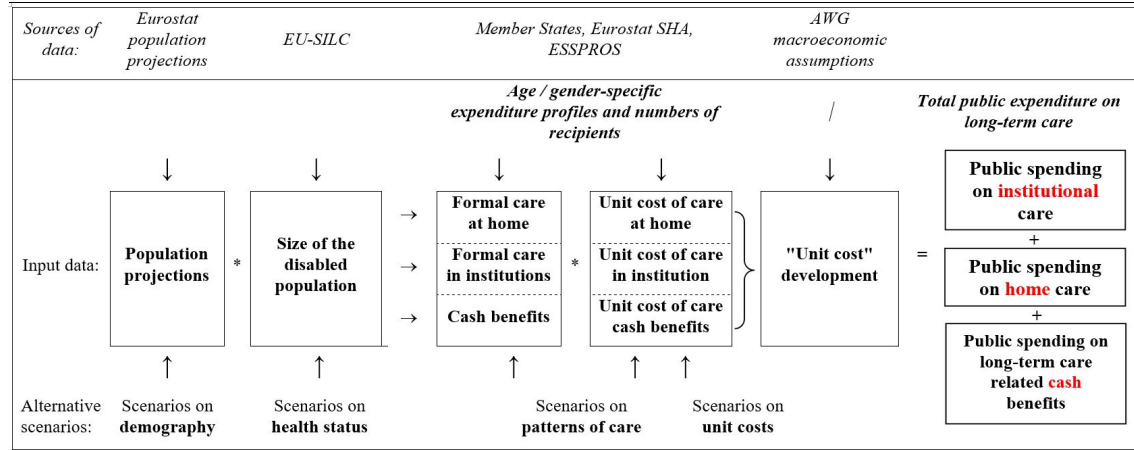 Sources of
data:
Eurostat
population
projections
EU-SILC
Member States, Eurostat SHA,
ESSPROS
AWG
macroeconomic
assumptions
Age / gender-specific
expenditure profiles and numbers of
recipients
/
Total public expenditure on
long-term care
Input data:
Population
projections
*
Size of the
disabled
population
→
→
→
Formal care
at home
Formal care
in institutions
Cash benefits
*
Unit cost of care
at home
Unit cost of care
in institution
Unit cost of care
cash benefits
"Unit cost"
development
=
Public spending
on institutional
care
+
Public spending
on home care
+
Public spending on
long-term care
related cash
benefits
Alternative
scenarios:
Scenarios on
demography
Scenarios on
health status
Scenarios on
patterns of care
Scenarios on
unit costs